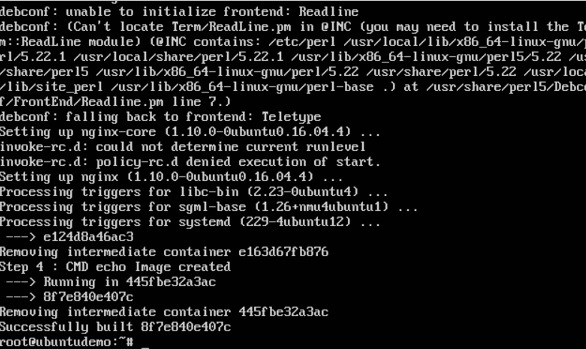 debconf: unable to initialize frontend: Readline
debconf: (Can't locate Term/ReadLine.pm in @INC (you may need to install the Te
m::ReadLine module) (@INC contains: /etc/perl /usr/local/lib/x86_64-linux-gnu/p
rl/5.22.1 /usr/local/share/perl/5.22.1 /usr/lib/x86_64-linux-gnu/perl5/5.22 /us
/share/perl5 /usr/lib/x86_64-linux-gnu/perl/5.22 /usr/share/perl/5.22 /usr/loca
/lib/site_perl /usr/lib/x86_64-linux-gnu/perl-base .) at /usr/share/perl5/Debco
f/FrontEnd/Readline.pm line 7.)
debconf: falling back to frontend: Teletype
Setting up nginx-core (1.10.0-0ubuntu0.16.04.4) ...
invoke-rc.d: could not determine current runlevel
invoke-rc.d: policy-rc.d denied execution of start.
Setting up nginx (1.10.0-0ubuntu0.16.04.4) ...
Processing triggers for libc-bin (2.23-0ubuntu4) ...
Processing triggers for sgml-base (1.26+nmu4ubuntu1) ...
Processing triggers for systemd (229-4ubuntu12) ...
---> e124d8a46ac3
Removing intermediate container e163d67fb876
Step 4 : CMD echo Image created
---> Running in 445fbe32a3ac
---> 8f7e840e407c
Removing intermediate container 445fbe32a3ac
Successfully built 8f7e840e407c
root@ubuntudemo:~# _